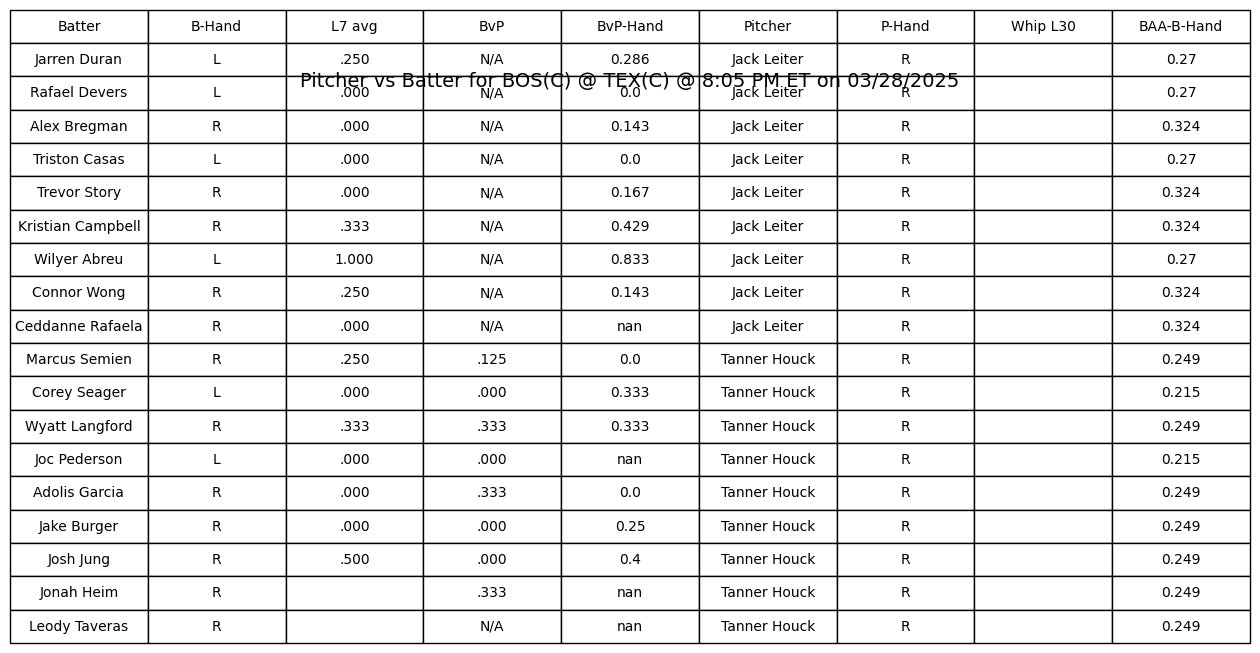 Batter B-Hand L7 avg BvP BvP-Hand Pitcher P-Hand Whip L30 BAA-B-Hand
Jarren Duran L .250 N/A 0.286 Jack Leiter R 0.27
Pitcher vs Batter for BOS(C) @ TEX(C) @ 8:05 PM ET on 03/28/2025
Rafael Devers L .000 N/A 0.0 Jack Leiter R 0.27
Alex Bregman R .000 N/A 0.143 Jack Leiter R 0.324
Triston Casas L .000 N/A 0.0 Jack Leiter R 0.27
Trevor Story R .000 N/A 0.167 Jack Leiter R 0.324
Kristian Campbell R .333 N/A 0.429 Jack Leiter R 0.324
Wilyer Abreu L 1.000 N/A 0.833 Jack Leiter R 0.27
Connor Wong R .250 N/A 0.143 Jack Leiter R 0.324
Ceddanne Rafaela R .000 N/A nan Jack Leiter R 0.324
Marcus Semien R .250 .125 0.0 Tanner Houck R 0.249
Corey Seager L .000 .000 0.333 Tanner Houck R 0.215
Wyatt Langford R .333 .333 0.333 Tanner Houck R 0.249
Joc Pederson L .000 .000 nan Tanner Houck R 0.215
Adolis Garcia R .000 .333 0.0 Tanner Houck R 0.249
Jake Burger R .000 .000 0.25 Tanner Houck R 0.249
Josh Jung R .500 .000 0.4 Tanner Houck R 0.249
Jonah Heim R .333 nan Tanner Houck R 0.249
Leody Taveras R N/A nan Tanner Houck R 0.249